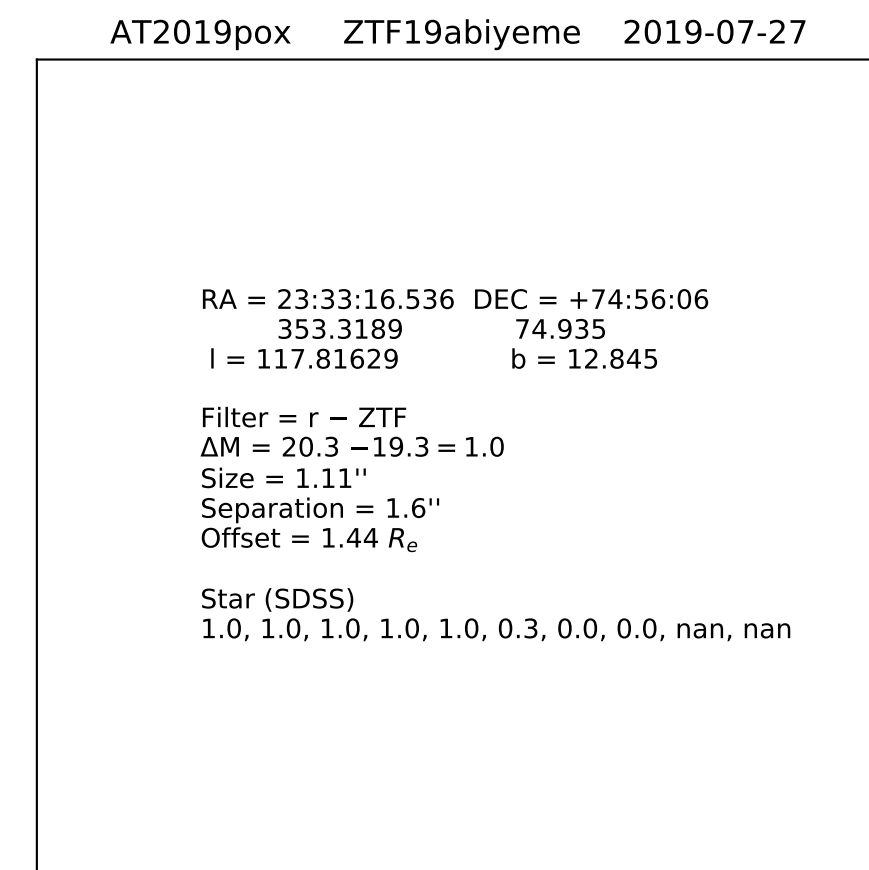 AT2019pox ZTF19abiyeme 2019-07-27
RA = 23:33:16.536 DEC = +74:56:06
353.3189 74.935
l = 117.81629 b = 12.845
Filter = r − ZTF
ΔM = 20.3 −19.3 = 1.0
Size = 1.11''
Separation = 1.6''
Offset = 1.44 Rₑ
Star (SDSS)
1.0, 1.0, 1.0, 1.0, 1.0, 0.3, 0.0, 0.0, nan, nan